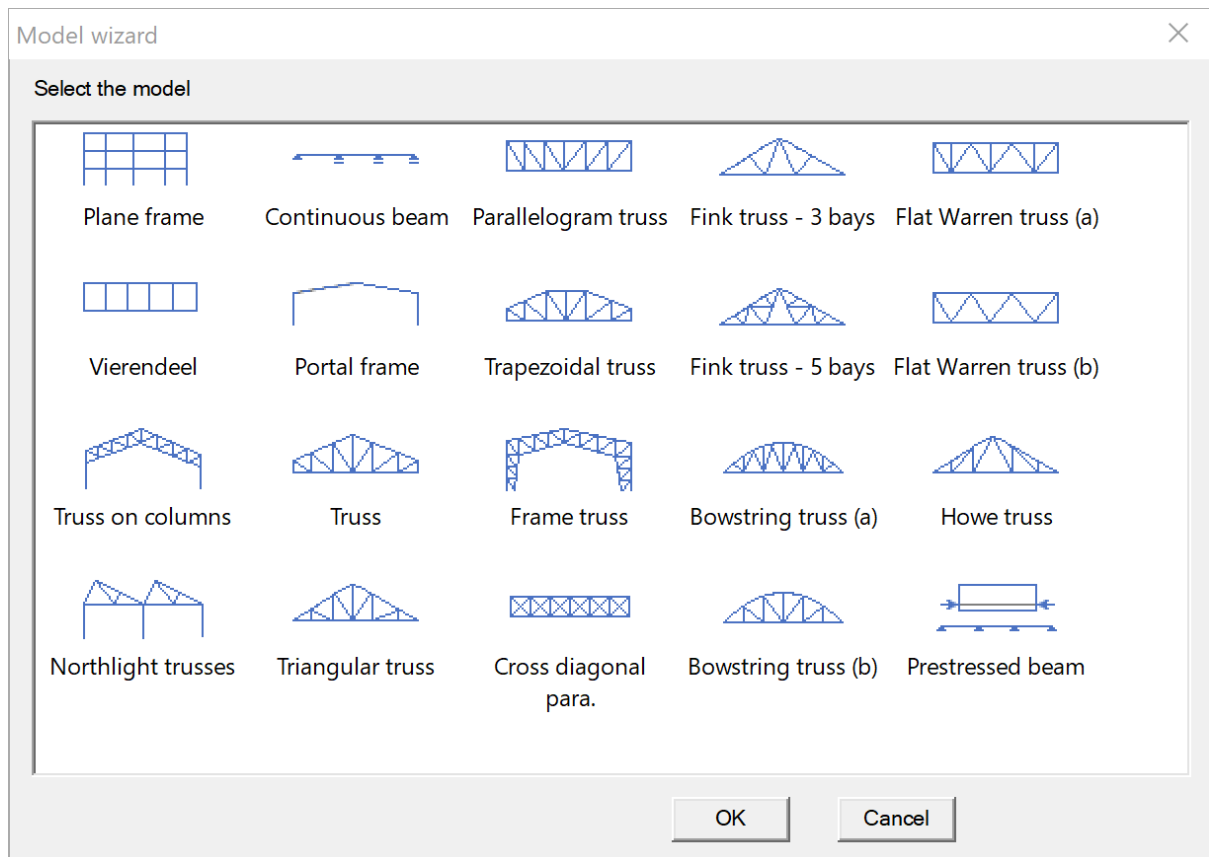 Model wizard
Select the model
Plane frame
Continuous beam
Parallelogram truss
Fink truss - 3 bays
Flat Warren truss (a)
Vierendeel
Portal frame
Trapezoidal truss
Fink truss - 5 bays
Flat Warren truss (b)
Truss on columns
Truss
Frame truss
Bowstring truss (a)
Howe truss
Northlight trusses
Triangular truss
Cross diagonal
para.
Bowstring truss (b)
Prestressed beam
OK
Cancel